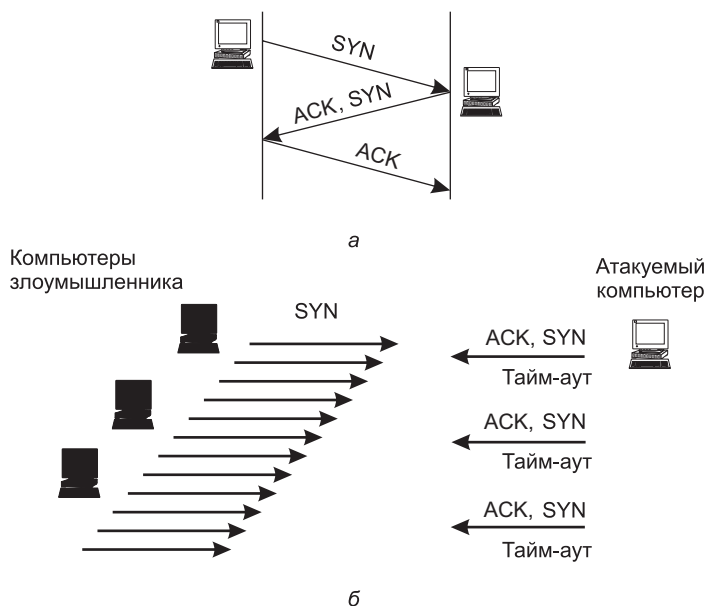 SYN
ACK, SYN
ACK
а
Компьютеры
злоумышленника
SYN
Атакуемый
компьютер
ACK, SYN
Тайм-аут
ACK, SYN
Тайм-аут
ACK, SYN
Тайм-аут
б